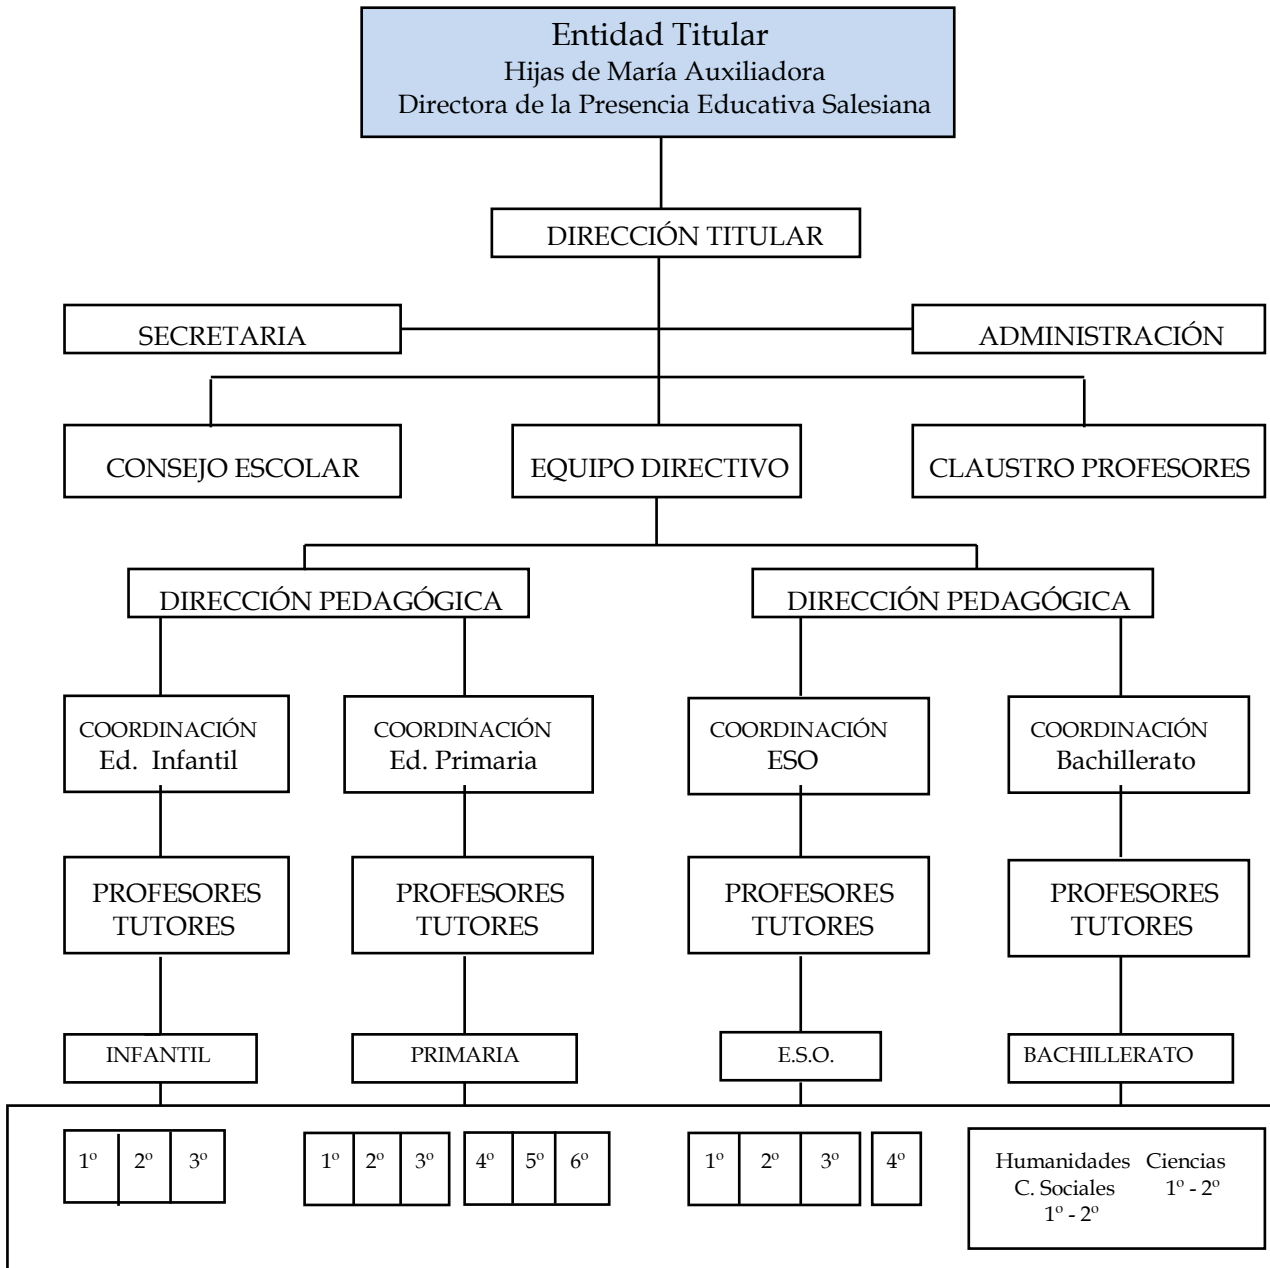 Entidad Titular
Hijas de María Auxiliadora
Directora de la Presencia Educativa Salesiana
DIRECCIÓN TITULAR
SECRETARIA
ADMINISTRACIÓN
CONSEJO ESCOLAR
EQUIPO DIRECTIVO
CLAUSTRO PROFESORES
DIRECCIÓN PEDAGÓGICA
DIRECCIÓN PEDAGÓGICA
COORDINACIÓN
Ed. Infantil
COORDINACIÓN
Ed. Primaria
COORDINACIÓN
ESO
COORDINACIÓN
Bachillerato
PROFESORES
TUTORES
PROFESORES
TUTORES
PROFESORES
TUTORES
PROFESORES
TUTORES
INFANTIL
PRIMARIA
E.S.O.
BACHILLERATO
1º 2º 3º
1º 2º 3º 4º 5º 6º
1º 2º 3º 4º
Humanidades Ciencias
C. Sociales 1º - 2º
1º - 2º